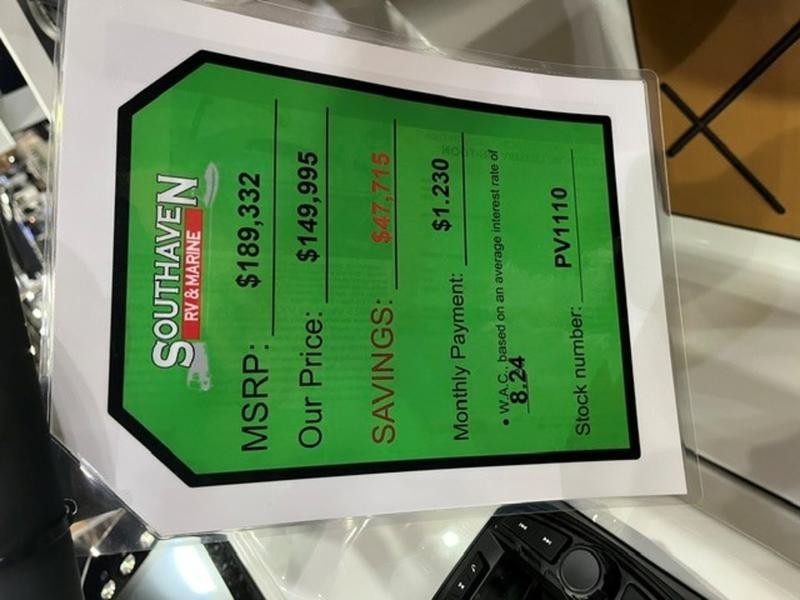 SOUTHAVEN
RV & MARINE
MSRP: $189,332
Our Price: $149,995
SAVINGS: $47,715
Monthly Payment: $1.230
• W.A.C., based on an average interest rate of
8.24
Stock number: PV1110